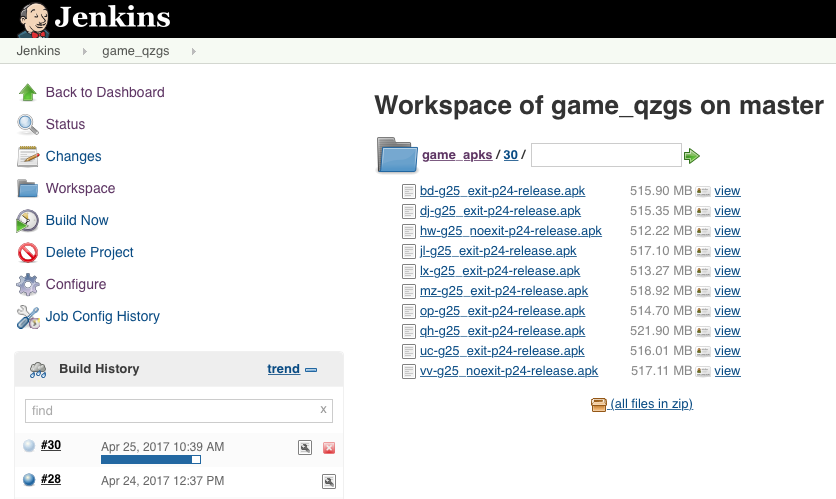 Jenkins
Jenkins game_qzgs
Back to Dashboard
Status
Changes
Workspace
Build Now
Delete Project
Configure
Job Config History
Build History trend
find x
#30 Apr 25, 2017 10:39 AM
#28 Apr 24, 2017 12:37 PM
Workspace of game_qzgs on master
game_apks / 30 /
bd-g25_exit-p24-release.apk 515.90 MB view
dj-g25_exit-p24-release.apk 515.35 MB view
hw-g25_noexit-p24-release.apk 512.22 MB view
jl-g25_exit-p24-release.apk 517.10 MB view
lx-g25_exit-p24-release.apk 513.27 MB view
mz-g25_exit-p24-release.apk 518.92 MB view
op-g25_exit-p24-release.apk 514.70 MB view
qh-g25_exit-p24-release.apk 521.90 MB view
uc-g25_exit-p24-release.apk 516.01 MB view
vv-g25_noexit-p24-release.apk 517.11 MB view
(all files in zip)